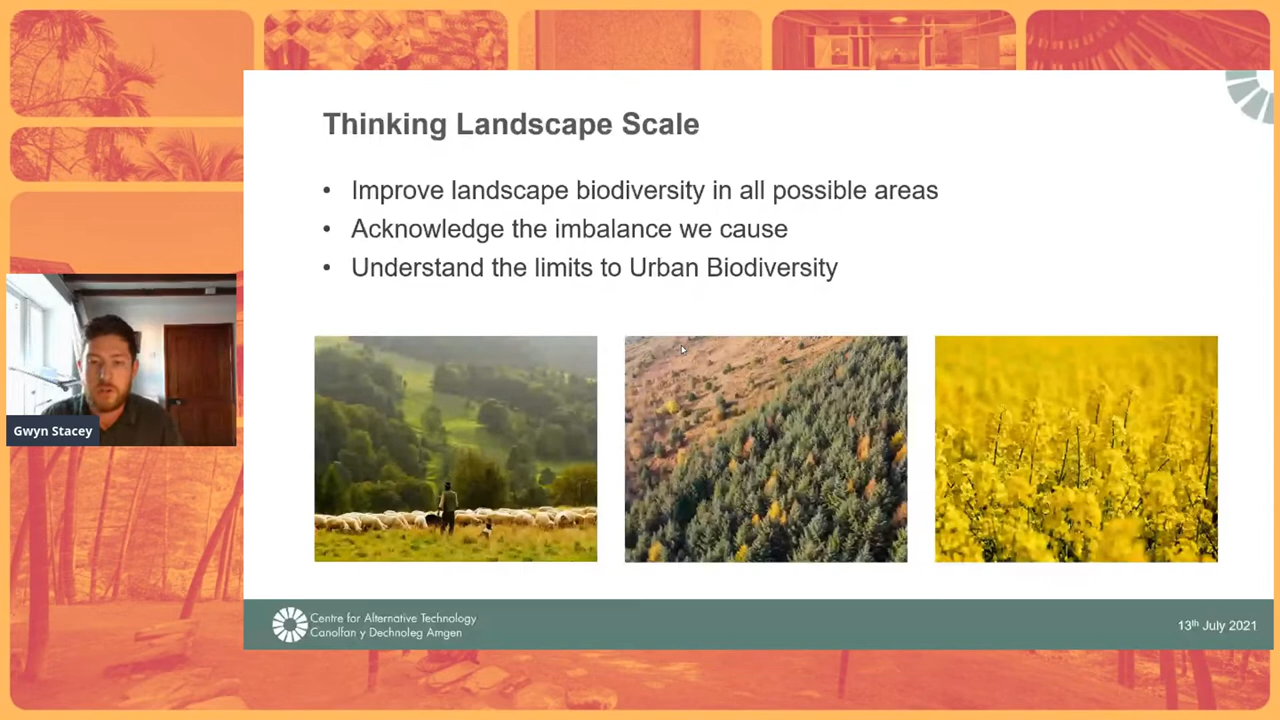 Thinking Landscape Scale
• Improve landscape biodiversity in all possible areas
• Acknowledge the imbalance we cause
• Understand the limits to Urban Biodiversity
Gwyn Stacey
Centre for Alternative Technology
Canolfan y Dechnoleg Amgen
13th July 2021